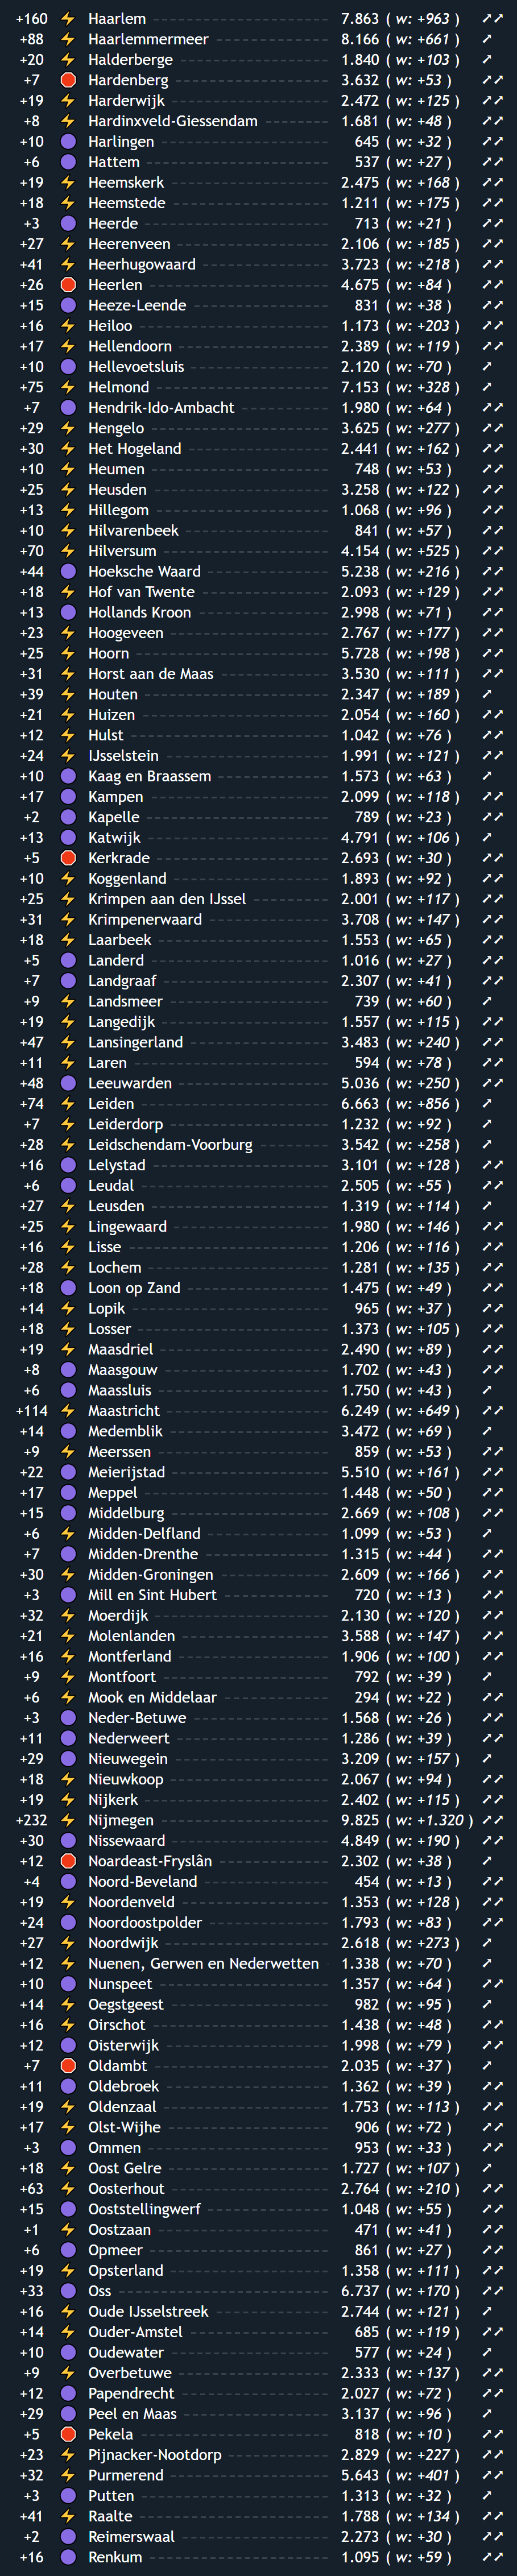 +160 ⚡ Haarlem 7.863 ( w: +963 ) ↗↗
+88 ⚡ Haarlemmermeer 8.166 ( w: +661 ) ↗
+20 ⚡ Halderberge 1.840 ( w: +103 ) ↗
+7 Hardenberg 3.632 ( w: +53 ) ↗↗
+19 ⚡ Harderwijk 2.472 ( w: +125 ) ↗↗
+8 ⚡ Hardinxveld-Giessendam 1.681 ( w: +48 ) ↗↗
+10 Harlingen 645 ( w: +32 ) ↗↗
+6 Hattem 537 ( w: +27 ) ↗↗
+19 ⚡ Heemskerk 2.475 ( w: +168 ) ↗↗
+18 ⚡ Heemstede 1.211 ( w: +175 ) ↗↗
+3 Heerde 713 ( w: +21 ) ↗↗
+27 ⚡ Heerenveen 2.106 ( w: +185 ) ↗↗
+41 ⚡ Heerhugowaard 3.723 ( w: +218 ) ↗↗
+26 Heerlen 4.675 ( w: +84 ) ↗↗
+15 Heeze-Leende 831 ( w: +38 ) ↗↗
+16 ⚡ Heiloo 1.173 ( w: +203 ) ↗↗
+17 ⚡ Hellendoorn 2.389 ( w: +119 ) ↗↗
+10 Hellevoetsluis 2.120 ( w: +70 ) ↗
+75 ⚡ Helmond 7.153 ( w: +328 ) ↗
+7 Hendrik-Ido-Ambacht 1.980 ( w: +64 ) ↗↗
+29 ⚡ Hengelo 3.625 ( w: +277 ) ↗↗
+30 ⚡ Het Hogeland 2.441 ( w: +162 ) ↗↗
+10 ⚡ Heumen 748 ( w: +53 ) ↗↗
+25 ⚡ Heusden 3.258 ( w: +122 ) ↗↗
+13 ⚡ Hillegom 1.068 ( w: +96 ) ↗↗
+10 ⚡ Hilvarenbeek 841 ( w: +57 ) ↗↗
+70 ⚡ Hilversum 4.154 ( w: +525 ) ↗↗
+44 Hoeksche Waard 5.238 ( w: +216 ) ↗↗
+18 ⚡ Hof van Twente 2.093 ( w: +129 ) ↗↗
+13 Hollands Kroon 2.998 ( w: +71 ) ↗↗
+23 ⚡ Hoogeveen 2.767 ( w: +177 ) ↗↗
+25 ⚡ Hoorn 5.728 ( w: +198 ) ↗↗
+31 ⚡ Horst aan de Maas 3.530 ( w: +111 ) ↗↗
+39 ⚡ Houten 2.347 ( w: +189 ) ↗
+21 ⚡ Huizen 2.054 ( w: +160 ) ↗↗
+12 ⚡ Hulst 1.042 ( w: +76 ) ↗↗
+24 ⚡ IJsselstein 1.991 ( w: +121 ) ↗↗
+10 Kaag en Braassem 1.573 ( w: +63 ) ↗
+17 Kampen 2.099 ( w: +118 ) ↗↗
+2 Kapelle 789 ( w: +23 ) ↗↗
+13 Katwijk 4.791 ( w: +106 ) ↗
+5 Kerkrade 2.693 ( w: +30 ) ↗↗
+10 ⚡ Koggenland 1.893 ( w: +92 ) ↗↗
+25 ⚡ Krimpen aan den IJssel 2.001 ( w: +117 ) ↗↗
+31 ⚡ Krimpenerwaard 3.708 ( w: +147 ) ↗↗
+18 ⚡ Laarbeek 1.553 ( w: +65 ) ↗↗
+5 Landerd 1.016 ( w: +27 ) ↗↗
+7 Landgraaf 2.307 ( w: +41 ) ↗↗
+9 ⚡ Landsmeer 739 ( w: +60 ) ↗
+19 ⚡ Langedijk 1.557 ( w: +115 ) ↗↗
+47 ⚡ Lansingerland 3.483 ( w: +240 ) ↗↗
+11 ⚡ Laren 594 ( w: +78 ) ↗↗
+48 Leeuwarden 5.036 ( w: +250 ) ↗↗
+74 ⚡ Leiden 6.663 ( w: +856 ) ↗
+7 ⚡ Leiderdorp 1.232 ( w: +92 ) ↗
+28 ⚡ Leidschendam-Voorburg 3.542 ( w: +258 ) ↗
+16 Lelystad 3.101 ( w: +128 ) ↗↗
+6 Leudal 2.505 ( w: +55 ) ↗↗
+27 ⚡ Leusden 1.319 ( w: +114 ) ↗
+25 ⚡ Lingewaard 1.980 ( w: +146 ) ↗↗
+16 ⚡ Lisse 1.206 ( w: +116 ) ↗↗
+28 ⚡ Lochem 1.281 ( w: +135 ) ↗↗
+18 Loon op Zand 1.475 ( w: +49 ) ↗↗
+14 ⚡ Lopik 965 ( w: +37 ) ↗↗
+18 ⚡ Losser 1.373 ( w: +105 ) ↗↗
+19 ⚡ Maasdriel 2.490 ( w: +89 ) ↗↗
+8 Maasgouw 1.702 ( w: +43 ) ↗↗
+6 Maassluis 1.750 ( w: +43 ) ↗
+114 ⚡ Maastricht 6.249 ( w: +649 ) ↗↗
+14 Medemblik 3.472 ( w: +69 ) ↗
+9 ⚡ Meerssen 859 ( w: +53 ) ↗↗
+22 Meierijstad 5.510 ( w: +161 ) ↗↗
+17 Meppel 1.448 ( w: +50 ) ↗↗
+15 Middelburg 2.669 ( w: +108 ) ↗↗
+6 ⚡ Midden-Delfland 1.099 ( w: +53 ) ↗
+7 Midden-Drenthe 1.315 ( w: +44 ) ↗↗
+30 ⚡ Midden-Groningen 2.609 ( w: +166 ) ↗↗
+3 Mill en Sint Hubert 720 ( w: +13 ) ↗↗
+32 ⚡ Moerdijk 2.130 ( w: +120 ) ↗↗
+21 ⚡ Molenlanden 3.588 ( w: +147 ) ↗↗
+16 ⚡ Montferland 1.906 ( w: +100 ) ↗↗
+9 ⚡ Montfoort 792 ( w: +39 ) ↗
+6 ⚡ Mook en Middelaar 294 ( w: +22 ) ↗↗
+3 Neder-Betuwe 1.568 ( w: +26 ) ↗↗
+11 Nederweert 1.286 ( w: +39 ) ↗↗
+29 Nieuwegein 3.209 ( w: +157 ) ↗
+18 ⚡ Nieuwkoop 2.067 ( w: +94 ) ↗↗
+19 ⚡ Nijkerk 2.402 ( w: +115 ) ↗↗
+232 ⚡ Nijmegen 9.825 ( w: +1.320 ) ↗↗
+30 Nissewaard 4.849 ( w: +190 ) ↗↗
+12 Noardeast-Fryslân 2.302 ( w: +38 ) ↗
+4 Noord-Beveland 454 ( w: +13 ) ↗↗
+19 ⚡ Noordenveld 1.353 ( w: +128 ) ↗↗
+24 Noordoostpolder 1.793 ( w: +83 ) ↗↗
+27 ⚡ Noordwijk 2.618 ( w: +273 ) ↗
+12 ⚡ Nuenen, Gerwen en Nederwetten 1.338 ( w: +70 ) ↗
+10 Nunspeet 1.357 ( w: +64 ) ↗↗
+14 ⚡ Oegstgeest 982 ( w: +95 ) ↗
+16 ⚡ Oirschot 1.438 ( w: +48 ) ↗↗
+12 Oisterwijk 1.998 ( w: +79 ) ↗↗
+7 Oldambt 2.035 ( w: +37 ) ↗
+11 Oldebroek 1.362 ( w: +39 ) ↗↗
+19 ⚡ Oldenzaal 1.753 ( w: +113 ) ↗↗
+17 ⚡ Olst-Wijhe 906 ( w: +72 ) ↗↗
+3 Ommen 953 ( w: +33 ) ↗↗
+18 ⚡ Oost Gelre 1.727 ( w: +107 ) ↗
+63 ⚡ Oosterhout 2.764 ( w: +210 ) ↗↗
+15 Ooststellingwerf 1.048 ( w: +55 ) ↗↗
+1 ⚡ Oostzaan 471 ( w: +41 ) ↗↗
+6 Opmeer 861 ( w: +27 ) ↗↗
+19 ⚡ Opsterland 1.358 ( w: +111 ) ↗↗
+33 Oss 6.737 ( w: +170 ) ↗↗
+16 ⚡ Oude IJsselstreek 2.744 ( w: +121 ) ↗
+14 ⚡ Ouder-Amstel 685 ( w: +119 ) ↗↗
+10 Oudewater 577 ( w: +24 ) ↗
+9 ⚡ Overbetuwe 2.333 ( w: +137 ) ↗↗
+12 Papendrecht 2.027 ( w: +72 ) ↗↗
+29 Peel en Maas 3.137 ( w: +96 ) ↗
+5 Pekela 818 ( w: +10 ) ↗↗
+23 ⚡ Pijnacker-Nootdorp 2.829 ( w: +227 ) ↗↗
+32 ⚡ Purmerend 5.643 ( w: +401 ) ↗↗
+3 Putten 1.313 ( w: +32 ) ↗
+41 ⚡ Raalte 1.788 ( w: +134 ) ↗↗
+2 Reimerswaal 2.273 ( w: +30 ) ↗↗
+16 Renkum 1.095 ( w: +59 ) ↗↗